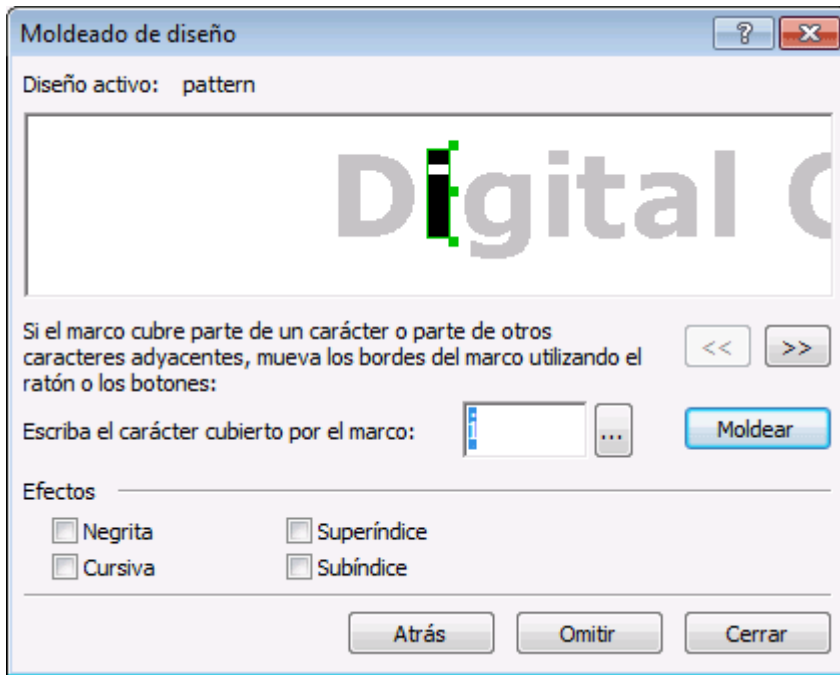 Moldeado de diseño
Diseño activo: pattern
Digital C
Si el marco cubre parte de un carácter o parte de otros
caracteres adyacentes, mueva los bordes del marco utilizando el
ratón o los botones:
<< >>
Escriba el carácter cubierto por el marco: i ... Moldear
Efectos
Negrita Superíndice
Cursiva Subíndice
Atrás Omitir Cerrar